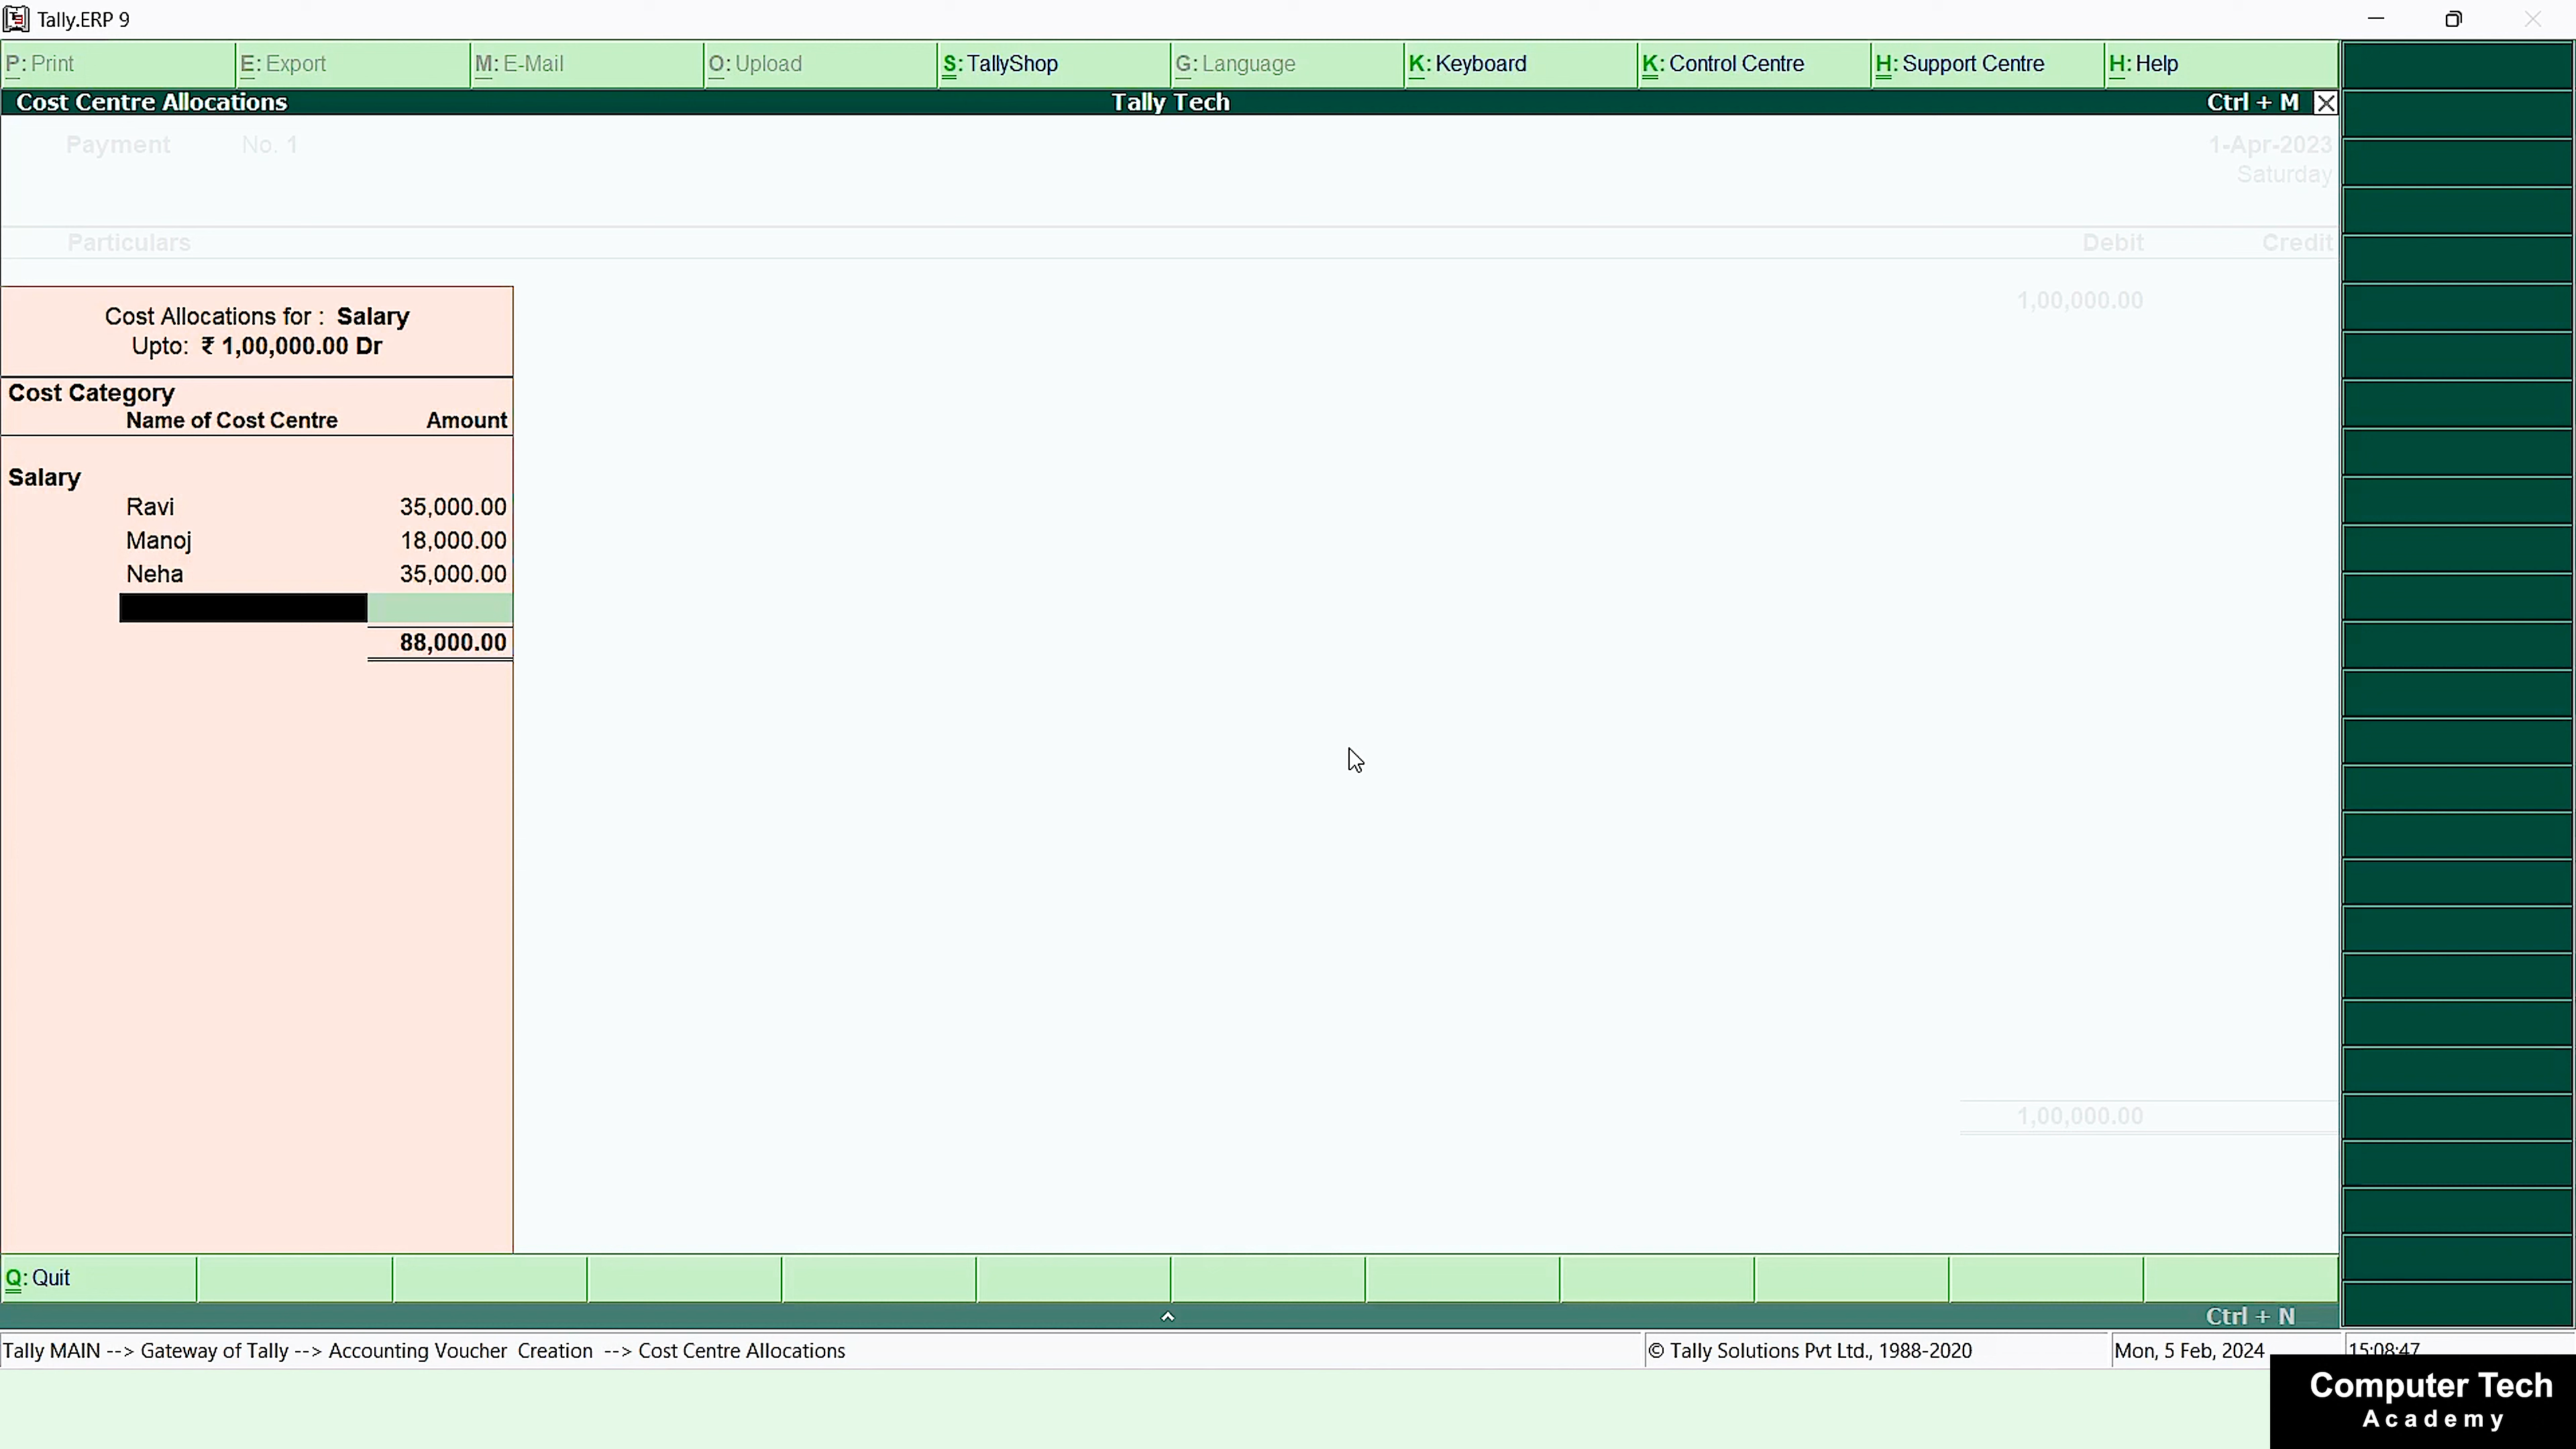 Tally.ERP 9
P: Print E: Export M: E-Mail O: Upload S: TallyShop G: Language K: Keyboard K: Control Centre H: Support Centre H: Help
Cost Centre Allocations Tally Tech Ctrl + M
Payment No. 1 1-Apr-2023
Saturday
Particulars Debit Credit
1,00,000.00
Cost Allocations for : Salary
Upto: ₹ 1,00,000.00 Dr
Cost Category
Name of Cost Centre Amount
Salary
Ravi 35,000.00
Manoj 18,000.00
Neha 35,000.00
88,000.00
1,00,000.00
Q: Quit
Ctrl + N
Tally MAIN --> Gateway of Tally --> Accounting Voucher Creation --> Cost Centre Allocations © Tally Solutions Pvt Ltd., 1988-2020 Mon, 5 Feb, 2024 15:08:47
Computer Tech
Academy